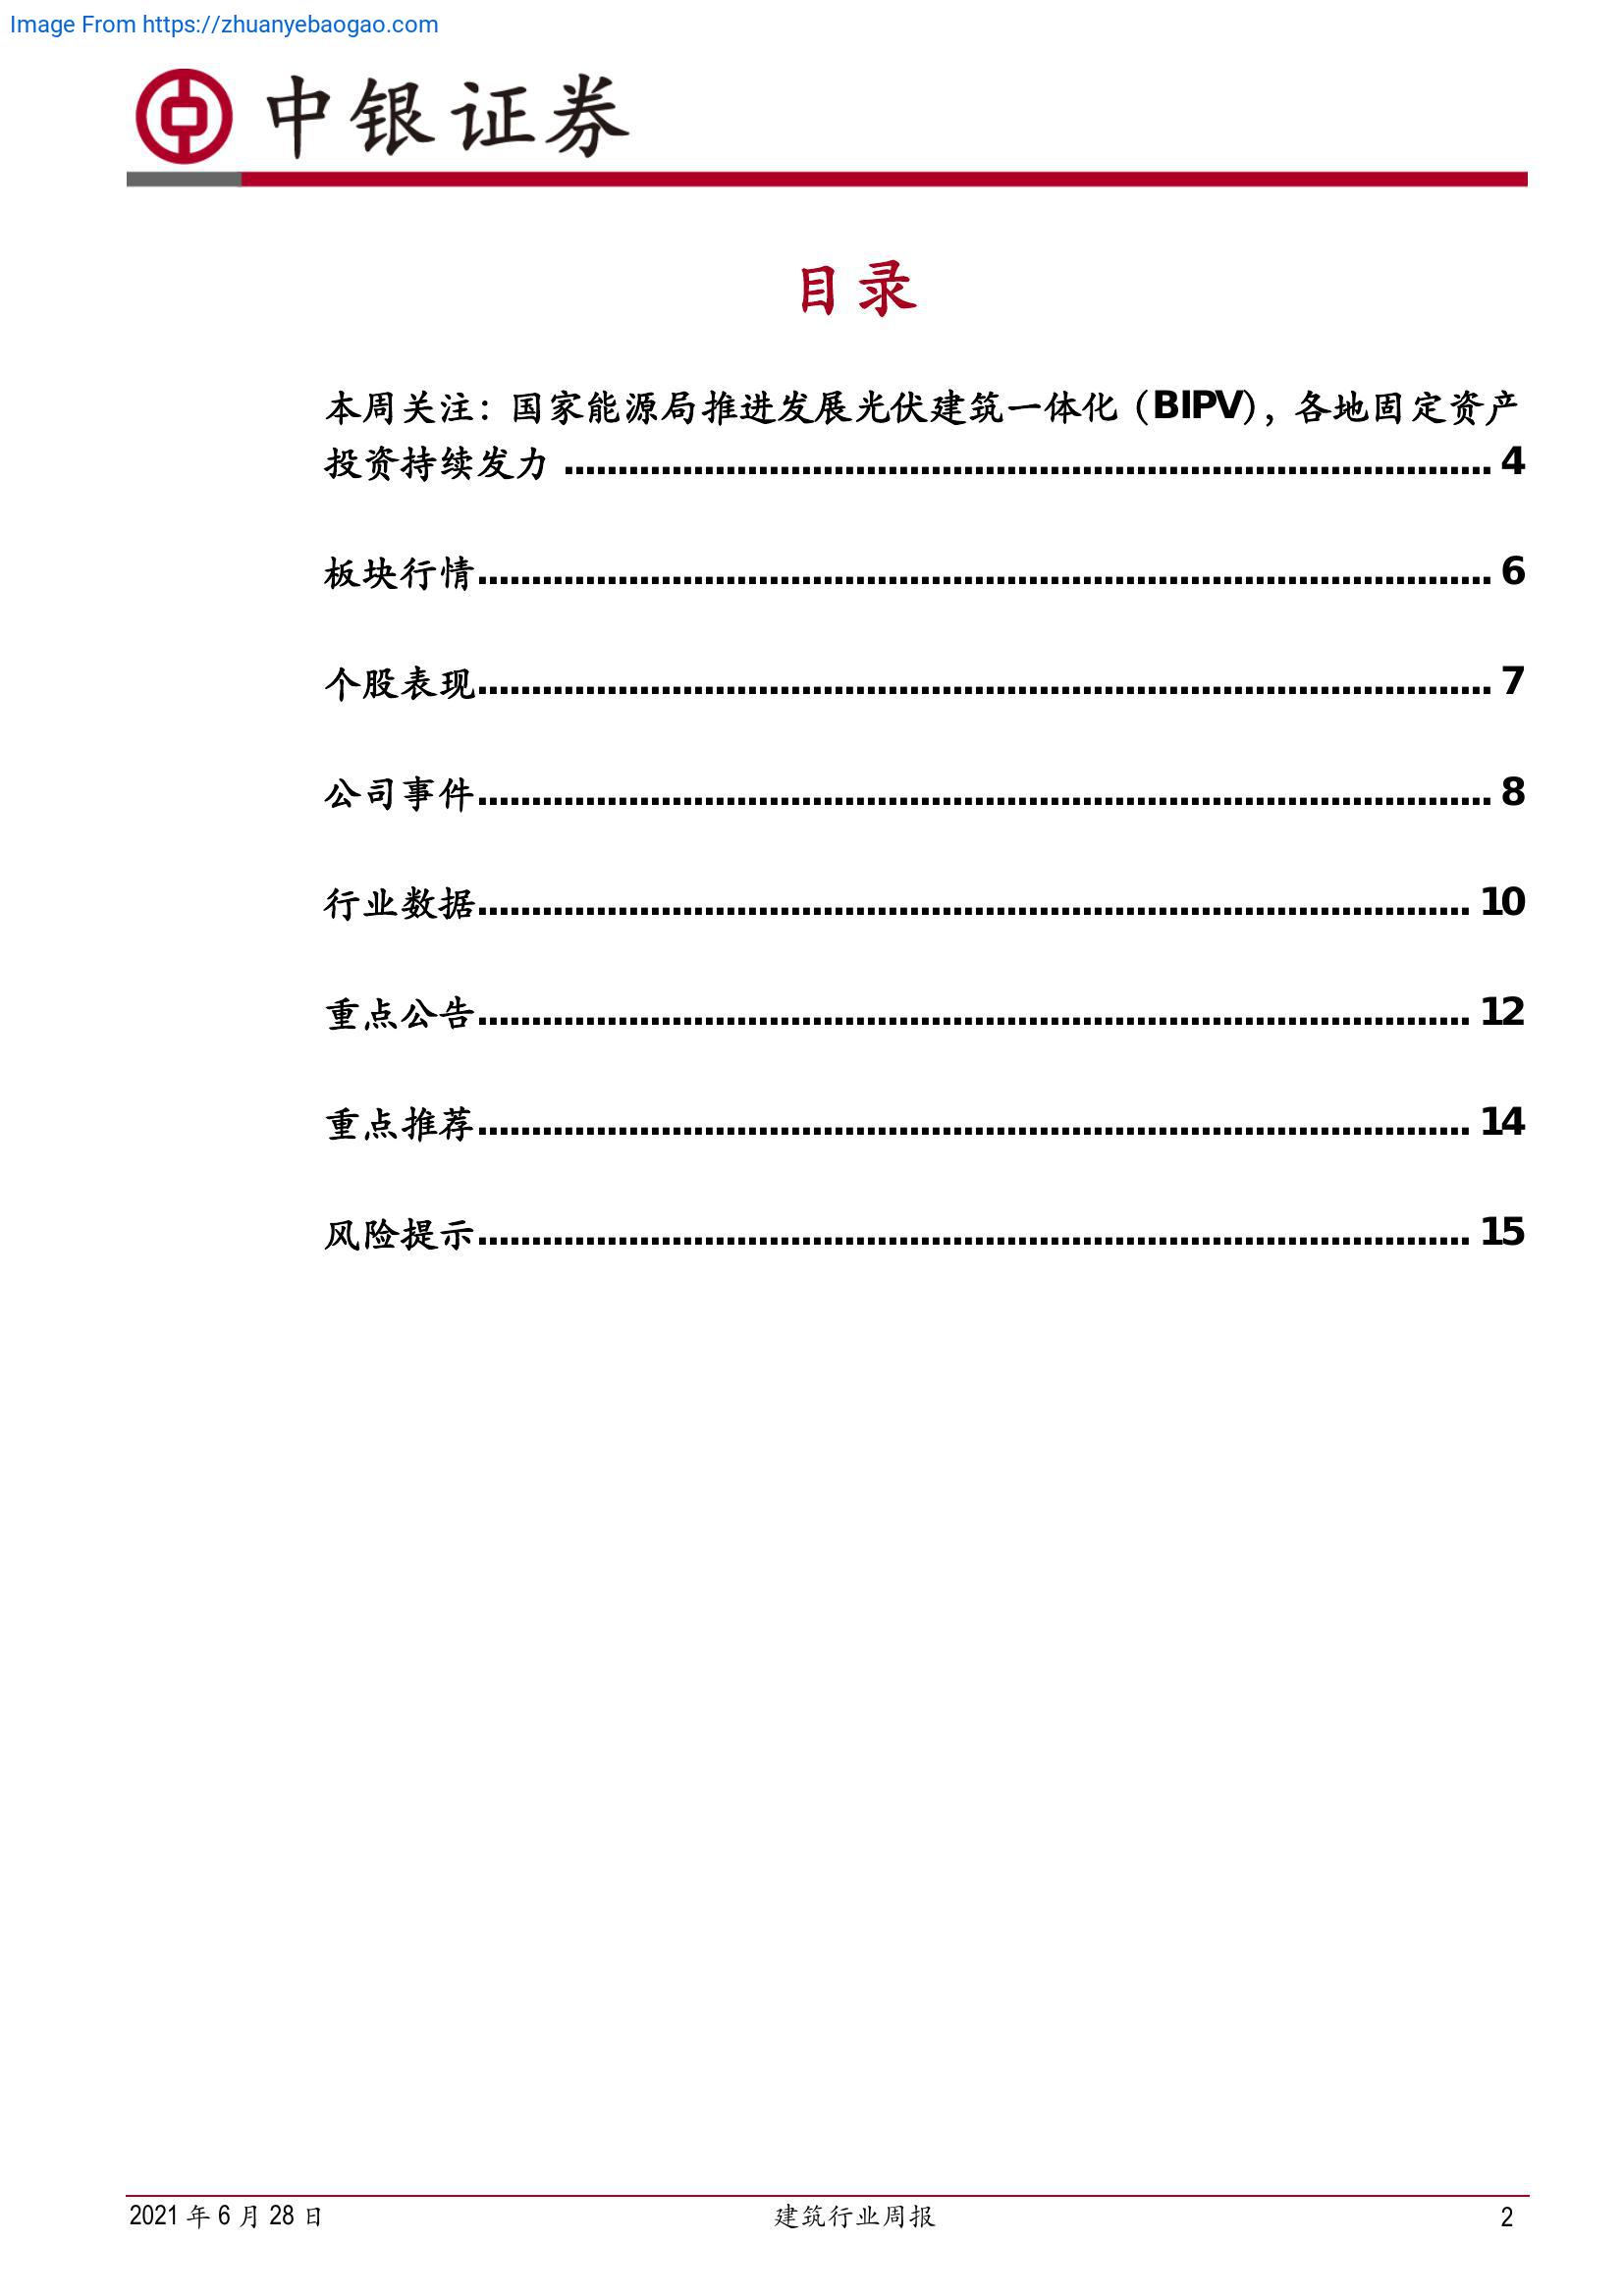 Image From https://zhuanyebaogao.com
中银证券
目录
本周关注：国家能源局推进发展光伏建筑一体化（BIPV），各地固定资产
投资持续发力 ........................................................................................ 4
板块行情................................................................................................ 6
个股表现................................................................................................ 7
公司事件................................................................................................ 8
行业数据.............................................................................................. 10
重点公告.............................................................................................. 12
重点推荐.............................................................................................. 14
风险提示.............................................................................................. 15
2021 年 6 月 28 日 建筑行业周报 2